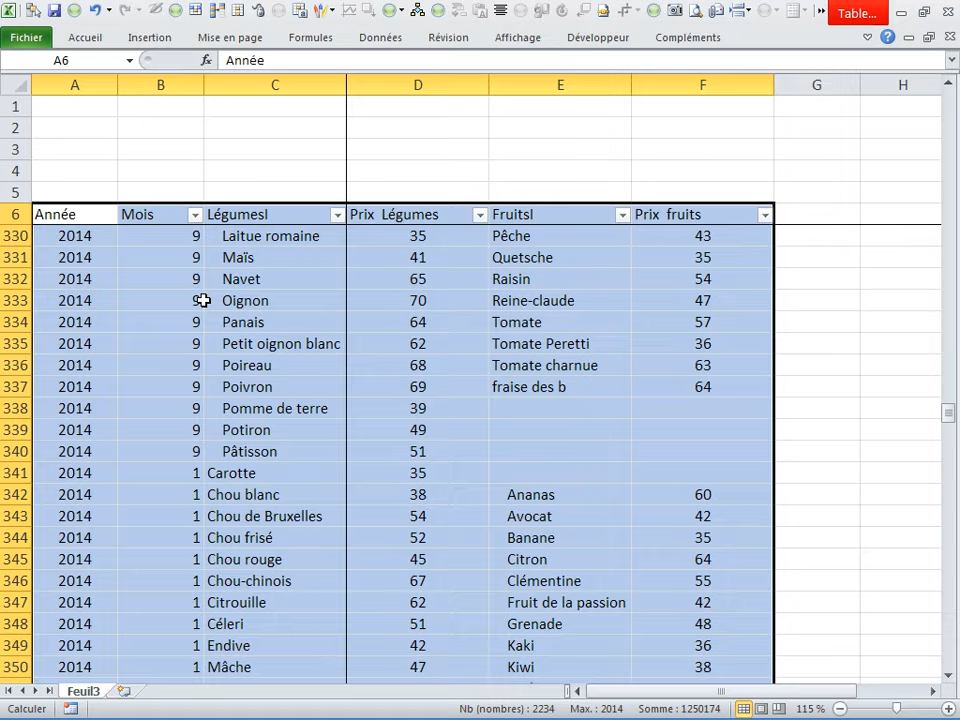 Table...
Fichier Accueil Insertion Mise en page Formules Données Révision Affichage Développeur Compléments
A6 fx Année
A B C D E F G H
1
2
3
4
5
6 Année Mois LégumesI Prix Légumes FruitsI Prix fruits
330 2014 9 Laitue romaine 35 Pêche 43
331 2014 9 Maïs 41 Quetsche 35
332 2014 9 Navet 65 Raisin 54
333 2014 9 Oignon 70 Reine-claude 47
334 2014 9 Panais 64 Tomate 57
335 2014 9 Petit oignon blanc 62 Tomate Peretti 36
336 2014 9 Poireau 68 Tomate charnue 63
337 2014 9 Poivron 69 fraise des b 64
338 2014 9 Pomme de terre 39
339 2014 9 Potiron 49
340 2014 9 Pâtisson 51
341 2014 1 Carotte 35
342 2014 1 Chou blanc 38 Ananas 60
343 2014 1 Chou de Bruxelles 54 Avocat 42
344 2014 1 Chou frisé 52 Banane 35
345 2014 1 Chou rouge 45 Citron 64
346 2014 1 Chou-chinois 67 Clémentine 55
347 2014 1 Citrouille 62 Fruit de la passion 42
348 2014 1 Céleri 51 Grenade 48
349 2014 1 Endive 42 Kaki 36
350 2014 1 Mâche 47 Kiwi 38
Feuil3
Calculer Nb (nombres) : 2234 Max. : 2014 Somme : 1250174 115 %